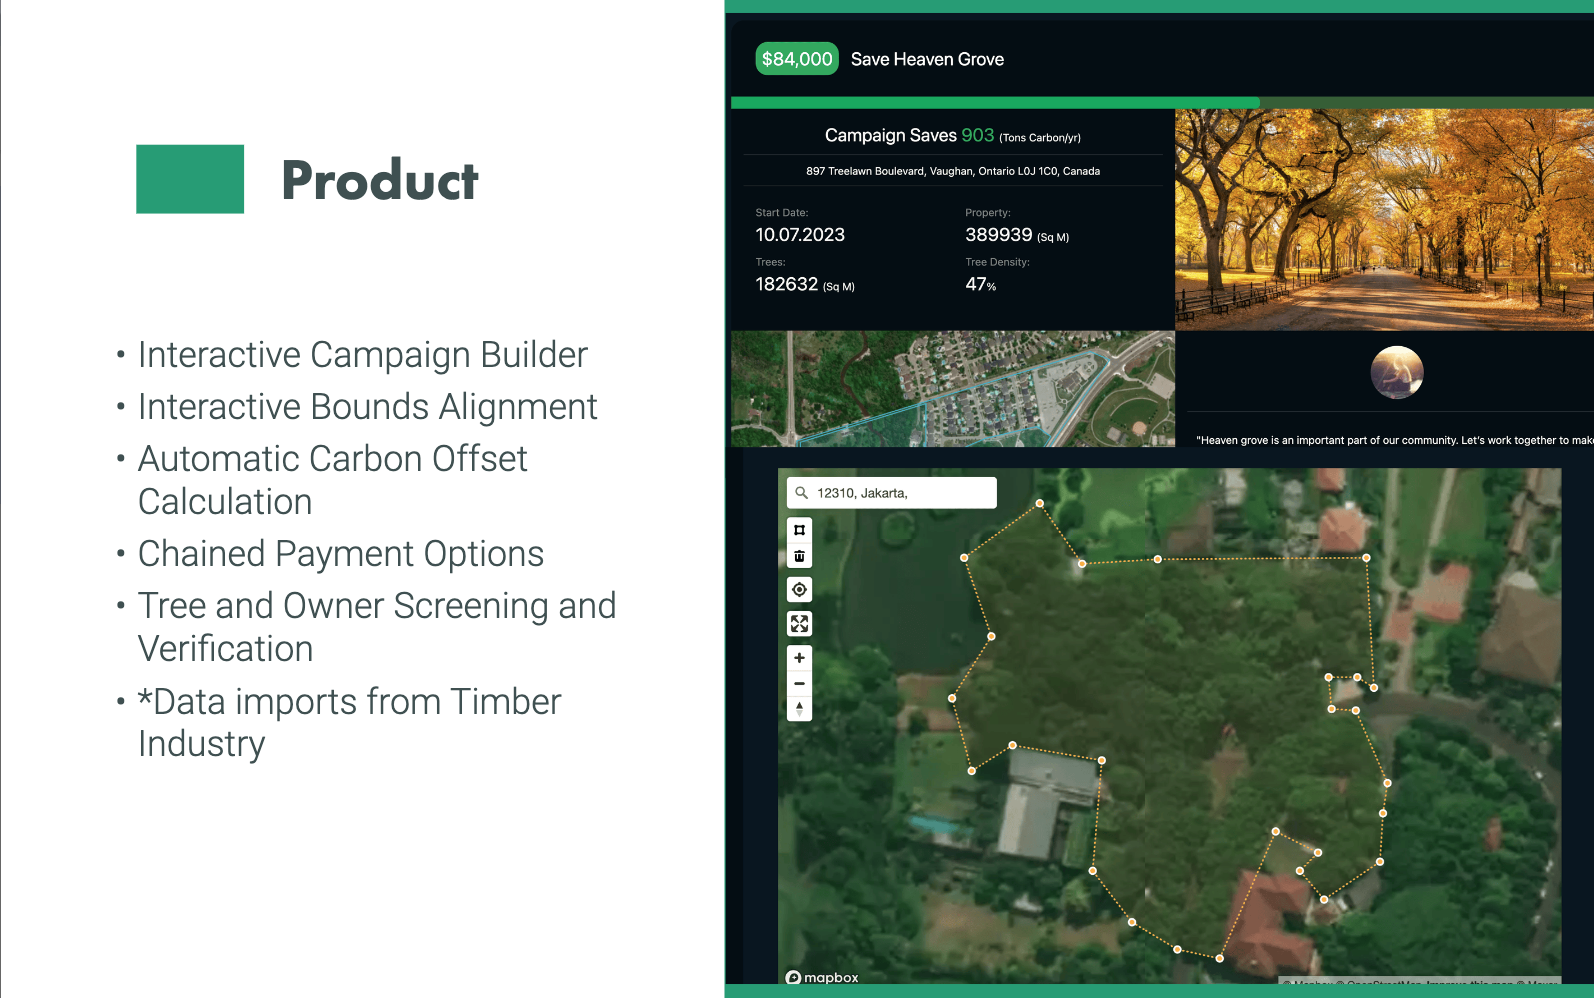 Product
• Interactive Campaign Builder
• Interactive Bounds Alignment
• Automatic Carbon Offset
Calculation
• Chained Payment Options
• Tree and Owner Screening and
Verification
• *Data imports from Timber
Industry
$84,000 Save Heaven Grove
Campaign Saves 903 (Tons Carbon/yr)
897 Treelawn Boulevard, Vaughan, Ontario L0J 1C0, Canada
Start Date: Property:
10.07.2023 389939 (Sq M)
Trees: Tree Density:
182632 (Sq M) 47%
"Heaven grove is an important part of our community. Let's work together to make
12310, Jakarta,
mapbox
© Mapbox © OpenStreetMap Improve this map © Maxar